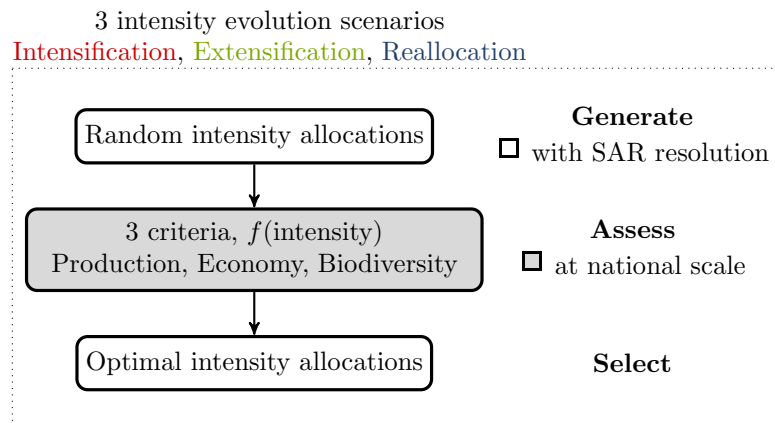 3 intensity evolution scenarios
Intensification, Extensification, Reallocation
Random intensity allocations
Generate
with SAR resolution
3 criteria, f(intensity)
Production, Economy, Biodiversity
Assess
at national scale
Optimal intensity allocations
Select